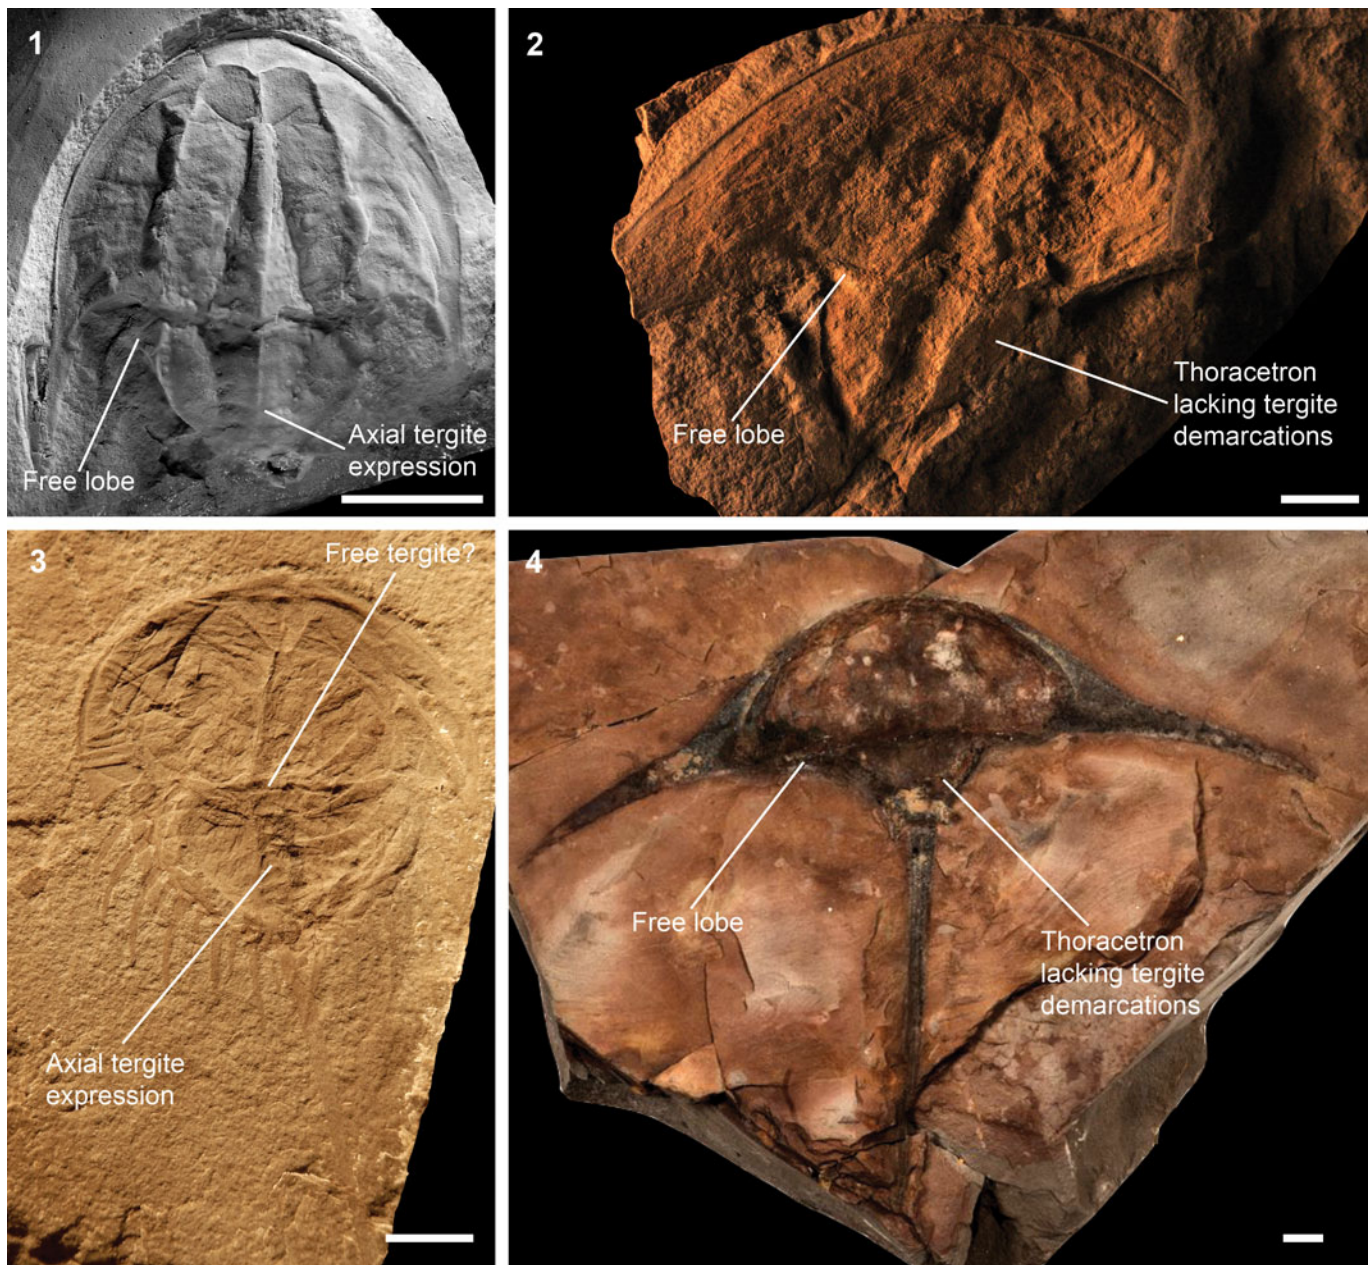 1
Free lobe
Axial tergite
expression
2
Free lobe
Thoracetron
lacking tergite
demarcations
3
Free tergite?
Axial tergite
expression
4
Free lobe
Thoracetron
lacking tergite
demarcations